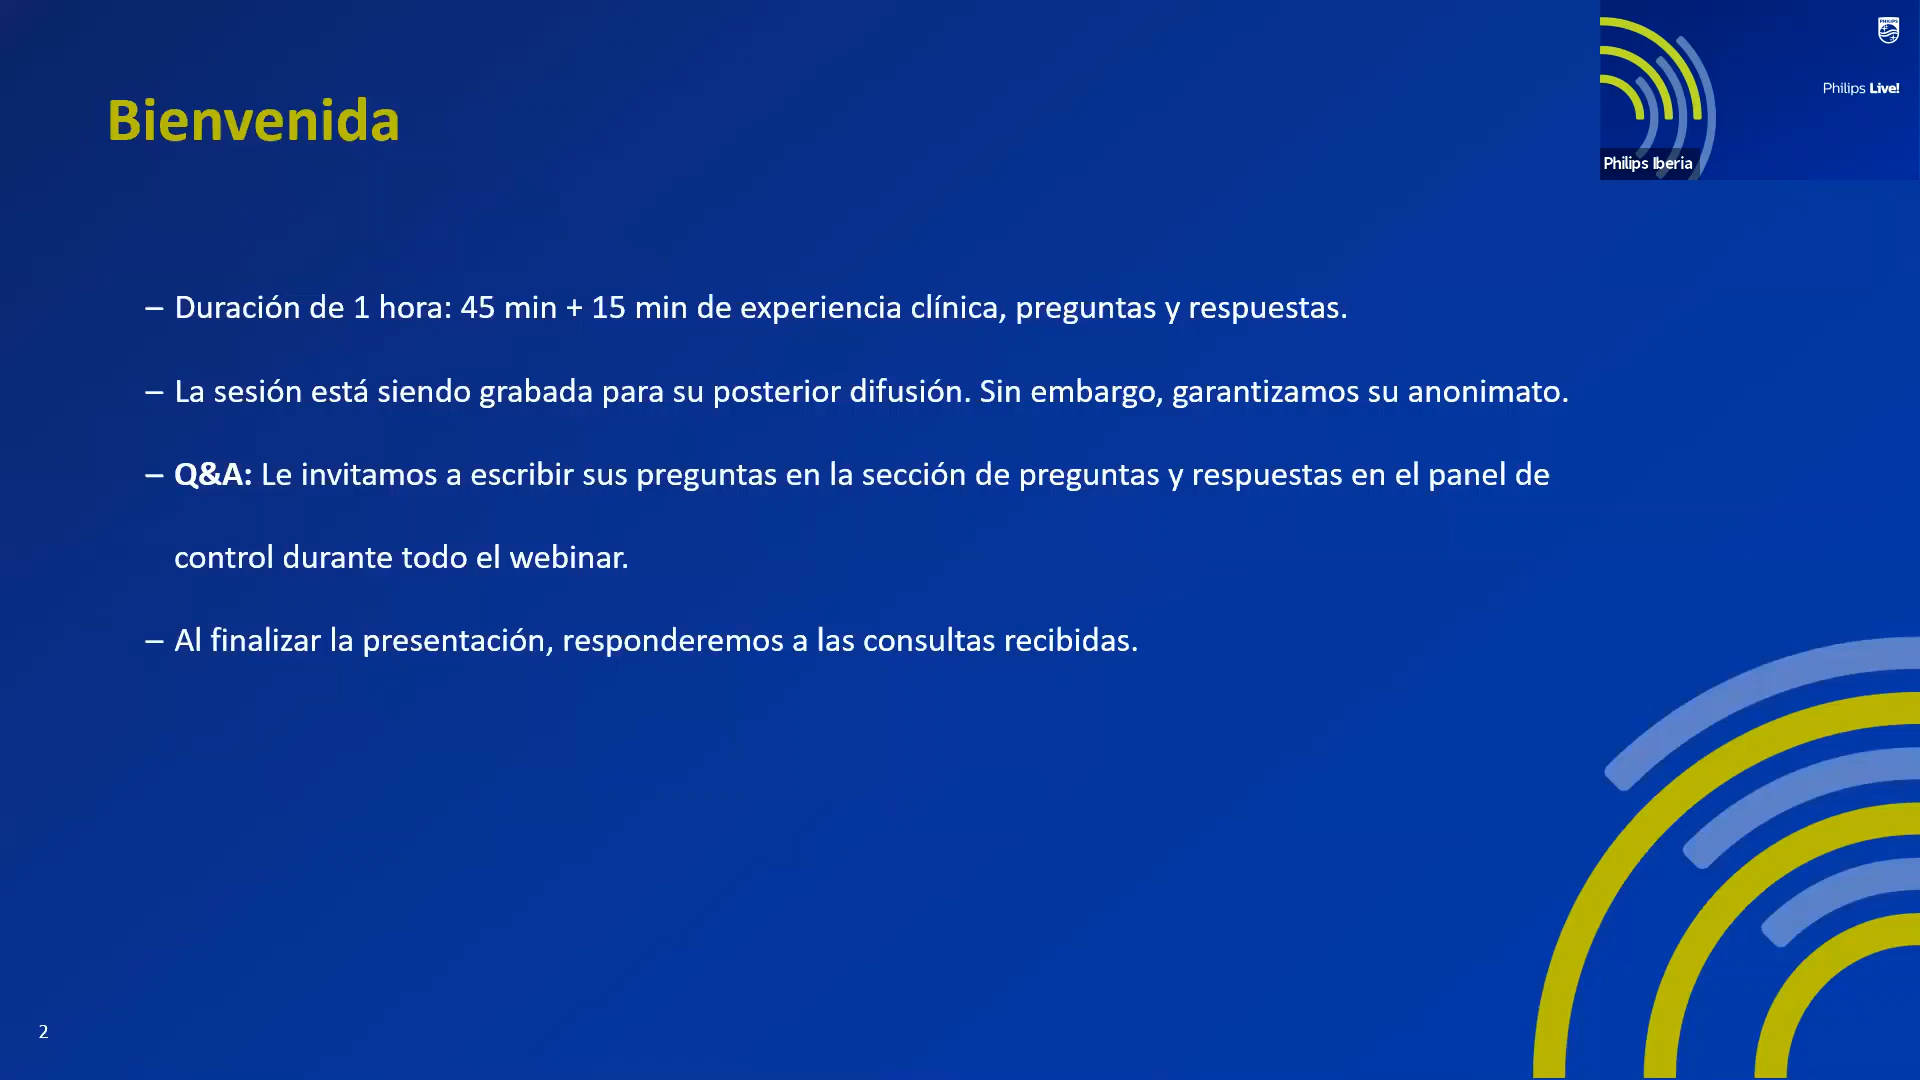 Bienvenida
PHILIPS
Philips Live!
Philips Iberia
– Duración de 1 hora: 45 min + 15 min de experiencia clínica, preguntas y respuestas.
– La sesión está siendo grabada para su posterior difusión. Sin embargo, garantizamos su anonimato.
– Q&A: Le invitamos a escribir sus preguntas en la sección de preguntas y respuestas en el panel de
control durante todo el webinar.
– Al finalizar la presentación, responderemos a las consultas recibidas.
2